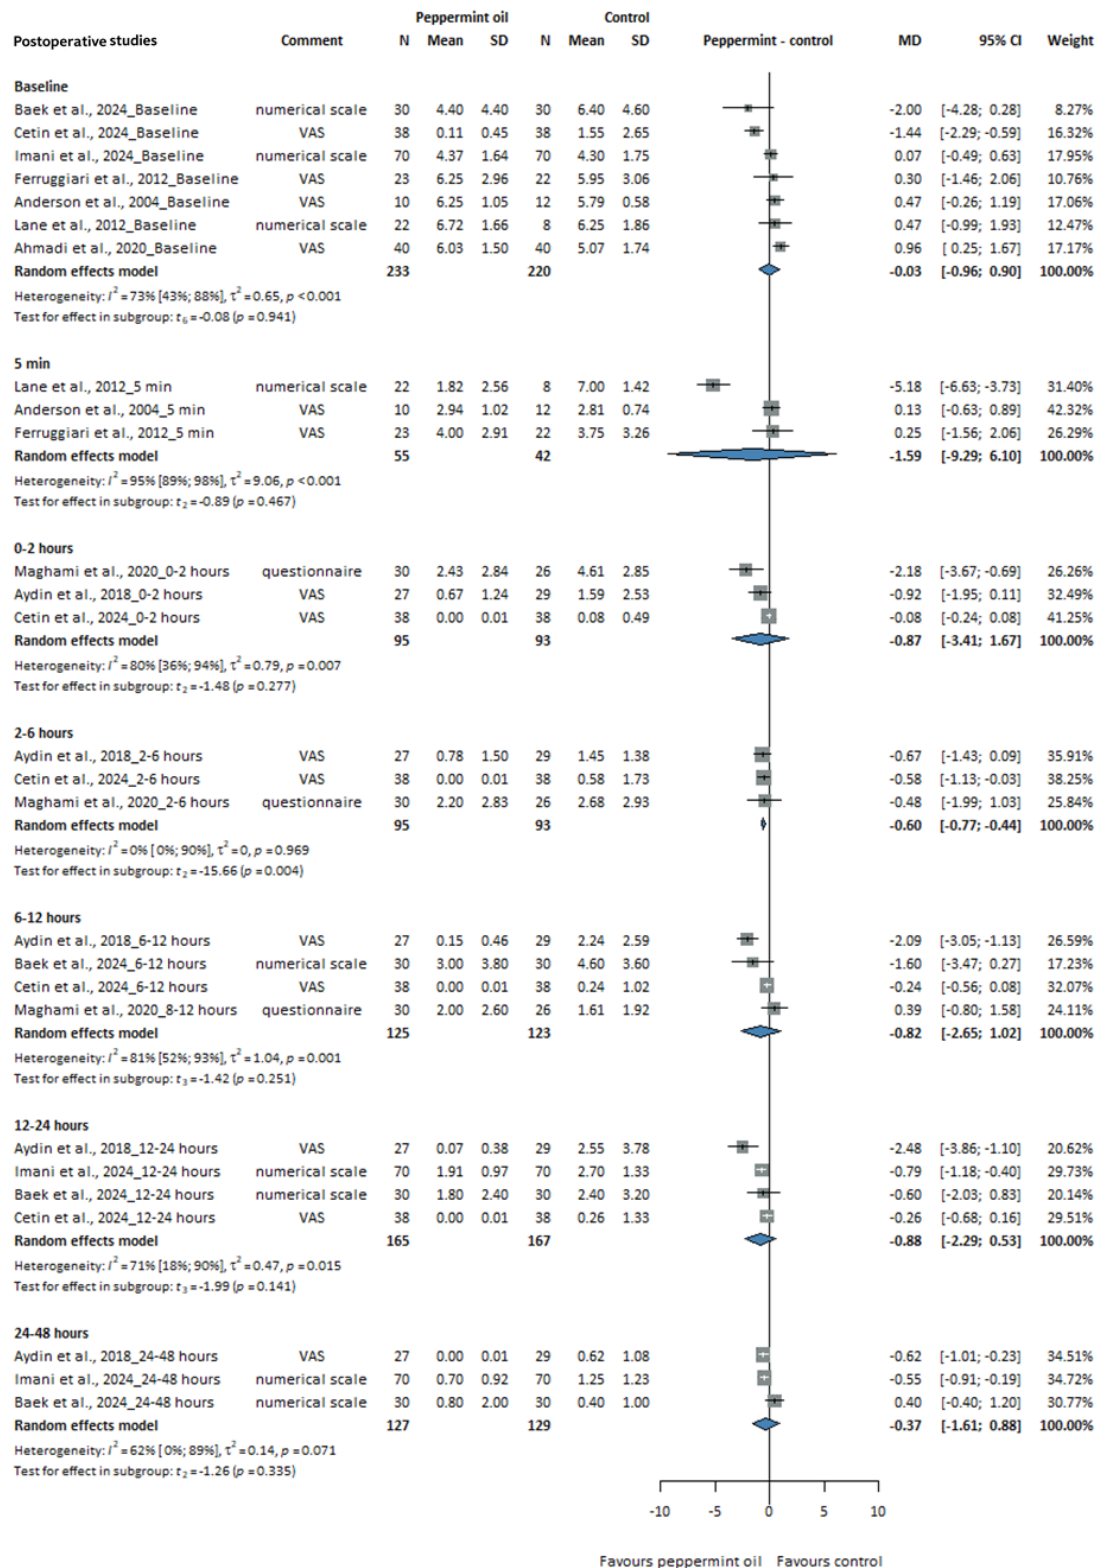 Peppermint oil Control
Postoperative studies Comment N Mean SD N Mean SD Peppermint - control MD 95% CI Weight
Baseline
Baek et al., 2024_Baseline numerical scale 30 4.40 4.40 30 6.40 4.60 -2.00 [-4.28; 0.28] 8.27%
Cetin et al., 2024_Baseline VAS 38 0.11 0.45 38 1.55 2.65 -1.44 [-2.29; -0.59] 16.32%
Imani et al., 2024_Baseline numerical scale 70 4.37 1.64 70 4.30 1.75 0.07 [-0.49; 0.63] 17.95%
Ferruggiari et al., 2012_Baseline VAS 23 6.25 2.96 22 5.95 3.06 0.30 [-1.46; 2.06] 10.76%
Anderson et al., 2004_Baseline VAS 10 6.25 1.05 12 5.79 0.58 0.47 [-0.26; 1.19] 17.06%
Lane et al., 2012_Baseline numerical scale 22 6.72 1.66 8 6.25 1.86 0.47 [-0.99; 1.93] 12.47%
Ahmadi et al., 2020_Baseline VAS 40 6.03 1.50 40 5.07 1.74 0.96 [ 0.25; 1.67] 17.17%
Random effects model 233 220 -0.03 [-0.96; 0.90] 100.00%
Heterogeneity: I² = 73% [43%; 88%], τ² = 0.65, p < 0.001
Test for effect in subgroup: t₆ = -0.08 (p = 0.941)
5 min
Lane et al., 2012_5 min numerical scale 22 1.82 2.56 8 7.00 1.42 -5.18 [-6.63; -3.73] 31.40%
Anderson et al., 2004_5 min VAS 10 2.94 1.02 12 2.81 0.74 0.13 [-0.63; 0.89] 42.32%
Ferruggiari et al., 2012_5 min VAS 23 4.00 2.91 22 3.75 3.26 0.25 [-1.56; 2.06] 26.29%
Random effects model 55 42 -1.59 [-9.29; 6.10] 100.00%
Heterogeneity: I² = 95% [89%; 98%], τ² = 9.06, p < 0.001
Test for effect in subgroup: t₂ = -0.89 (p = 0.467)
0-2 hours
Maghami et al., 2020_0-2 hours questionnaire 30 2.43 2.84 26 4.61 2.85 -2.18 [-3.67; -0.69] 26.26%
Aydin et al., 2018_0-2 hours VAS 27 0.67 1.24 29 1.59 2.53 -0.92 [-1.95; 0.11] 32.49%
Cetin et al., 2024_0-2 hours VAS 38 0.00 0.01 38 0.08 0.49 -0.08 [-0.24; 0.08] 41.25%
Random effects model 95 93 -0.87 [-3.41; 1.67] 100.00%
Heterogeneity: I² = 80% [36%; 94%], τ² = 0.79, p = 0.007
Test for effect in subgroup: t₂ = -1.48 (p = 0.277)
2-6 hours
Aydin et al., 2018_2-6 hours VAS 27 0.78 1.50 29 1.45 1.38 -0.67 [-1.43; 0.09] 35.91%
Cetin et al., 2024_2-6 hours VAS 38 0.00 0.01 38 0.58 1.73 -0.58 [-1.13; -0.03] 38.25%
Maghami et al., 2020_2-6 hours questionnaire 30 2.20 2.83 26 2.68 2.93 -0.48 [-1.99; 1.03] 25.84%
Random effects model 95 93 -0.60 [-0.77; -0.44] 100.00%
Heterogeneity: I² = 0% [ 0%; 90%], τ² = 0, p = 0.969
Test for effect in subgroup: t₂ = -15.66 (p = 0.004)
6-12 hours
Aydin et al., 2018_6-12 hours VAS 27 0.15 0.46 29 2.24 2.59 -2.09 [-3.05; -1.13] 26.59%
Baek et al., 2024_6-12 hours numerical scale 30 3.00 3.80 30 4.60 3.60 -1.60 [-3.47; 0.27] 17.23%
Cetin et al., 2024_6-12 hours VAS 38 0.00 0.01 38 0.24 1.02 -0.24 [-0.56; 0.08] 32.07%
Maghami et al., 2020_8-12 hours questionnaire 30 2.00 2.60 26 1.61 1.92 0.39 [-0.80; 1.58] 24.11%
Random effects model 125 123 -0.82 [-2.65; 1.02] 100.00%
Heterogeneity: I² = 81% [52%; 93%], τ² = 1.04, p = 0.001
Test for effect in subgroup: t₃ = -1.42 (p = 0.251)
12-24 hours
Aydin et al., 2018_12-24 hours VAS 27 0.07 0.38 29 2.55 3.78 -2.48 [-3.86; -1.10] 20.62%
Imani et al., 2024_12-24 hours numerical scale 70 1.91 0.97 70 2.70 1.33 -0.79 [-1.18; -0.40] 29.73%
Baek et al., 2024_12-24 hours numerical scale 30 1.80 2.40 30 2.40 3.20 -0.60 [-2.03; 0.83] 20.14%
Cetin et al., 2024_12-24 hours VAS 38 0.00 0.01 38 0.26 1.33 -0.26 [-0.68; 0.16] 29.51%
Random effects model 165 167 -0.88 [-2.29; 0.53] 100.00%
Heterogeneity: I² = 71% [18%; 90%], τ² = 0.47, p = 0.015
Test for effect in subgroup: t₃ = -1.99 (p = 0.141)
24-48 hours
Aydin et al., 2018_24-48 hours VAS 27 0.00 0.01 29 0.62 1.08 -0.62 [-1.01; -0.23] 34.51%
Imani et al., 2024_24-48 hours numerical scale 70 0.70 0.92 70 1.25 1.23 -0.55 [-0.91; -0.19] 34.72%
Baek et al., 2024_24-48 hours numerical scale 30 0.80 2.00 30 0.40 1.00 0.40 [-0.40; 1.20] 30.77%
Random effects model 127 129 -0.37 [-1.61; 0.88] 100.00%
Heterogeneity: I² = 62% [ 0%; 89%], τ² = 0.14, p = 0.071
Test for effect in subgroup: t₂ = -1.26 (p = 0.335)
-10 -5 0 5 10
Favours peppermint oil Favours control